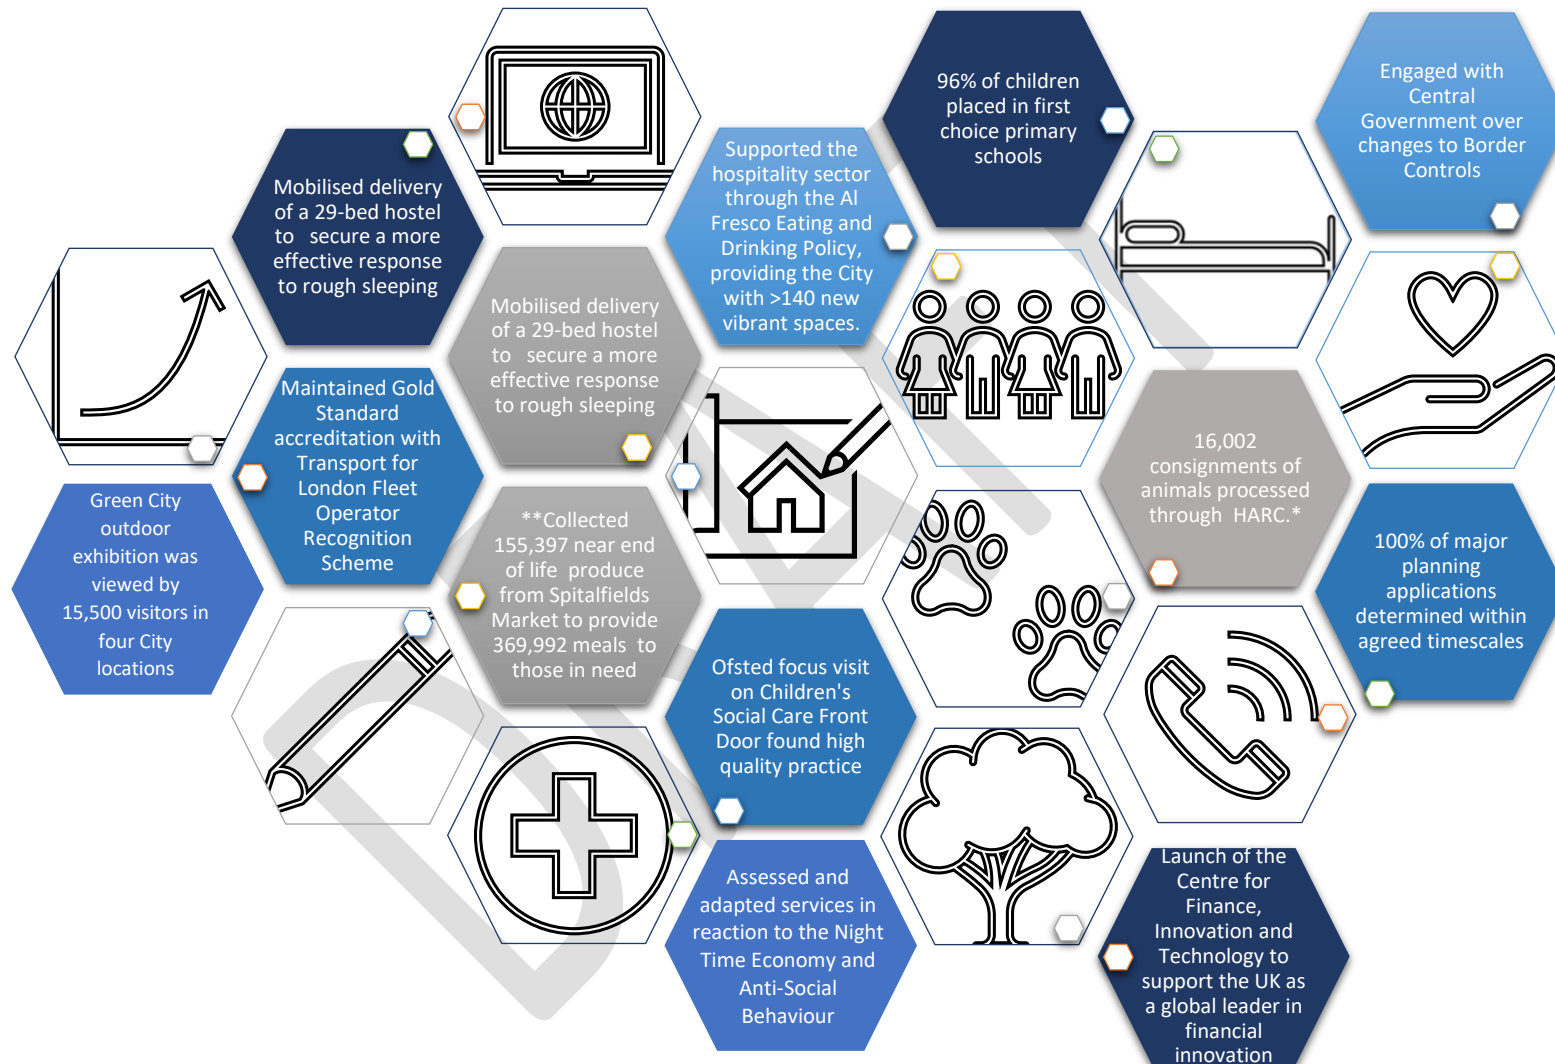 96% of children
placed in first
choice primary
schools
Engaged with
Central
Government over
changes to Border
Controls
Mobilised delivery
of a 29-bed hostel
to secure a more
effective response
to rough sleeping
Supported the
hospitality sector
through the Al
Fresco Eating and
Drinking Policy,
providing the City
with >140 new
vibrant spaces.
Mobilised delivery
of a 29-bed hostel
to secure a more
effective response
to rough sleeping
Maintained Gold
Standard
accreditation with
Transport for
London Fleet
Operator
Recognition
Scheme
16,002
consignments of
animals processed
through HARC.*
Green City
outdoor
exhibition was
viewed by
15,500 visitors in
four City
locations
**Collected
155,397 near end
of life produce
from Spitalfields
Market to provide
369,992 meals to
those in need
100% of major
planning
applications
determined within
agreed timescales
Ofsted focus visit
on Children's
Social Care Front
Door found high
quality practice
Assessed and
adapted services in
reaction to the Night
Time Economy and
Anti-Social
Behaviour
Launch of the
Centre for
Finance,
Innovation and
Technology to
support the UK as
a global leader in
financial
innovation
DRAFT